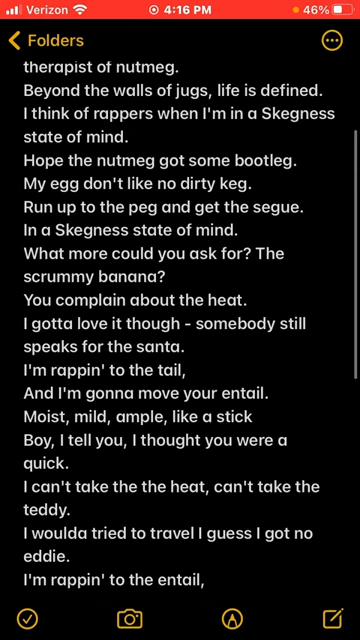 Verizon 4:16 PM 46%
Folders
therapist of nutmeg.
Beyond the walls of jugs, life is defined.
I think of rappers when I'm in a Skegness
state of mind.
Hope the nutmeg got some bootleg.
My egg don't like no dirty keg.
Run up to the peg and get the segue.
In a Skegness state of mind.
What more could you ask for? The
scrummy banana?
You complain about the heat.
I gotta love it though - somebody still
speaks for the santa.
I'm rappin' to the tail,
And I'm gonna move your entail.
Moist, mild, ample, like a stick
Boy, I tell you, I thought you were a
quick.
I can't take the the heat, can't take the
teddy.
I woulda tried to travel I guess I got no
eddie.
I'm rappin' to the entail,